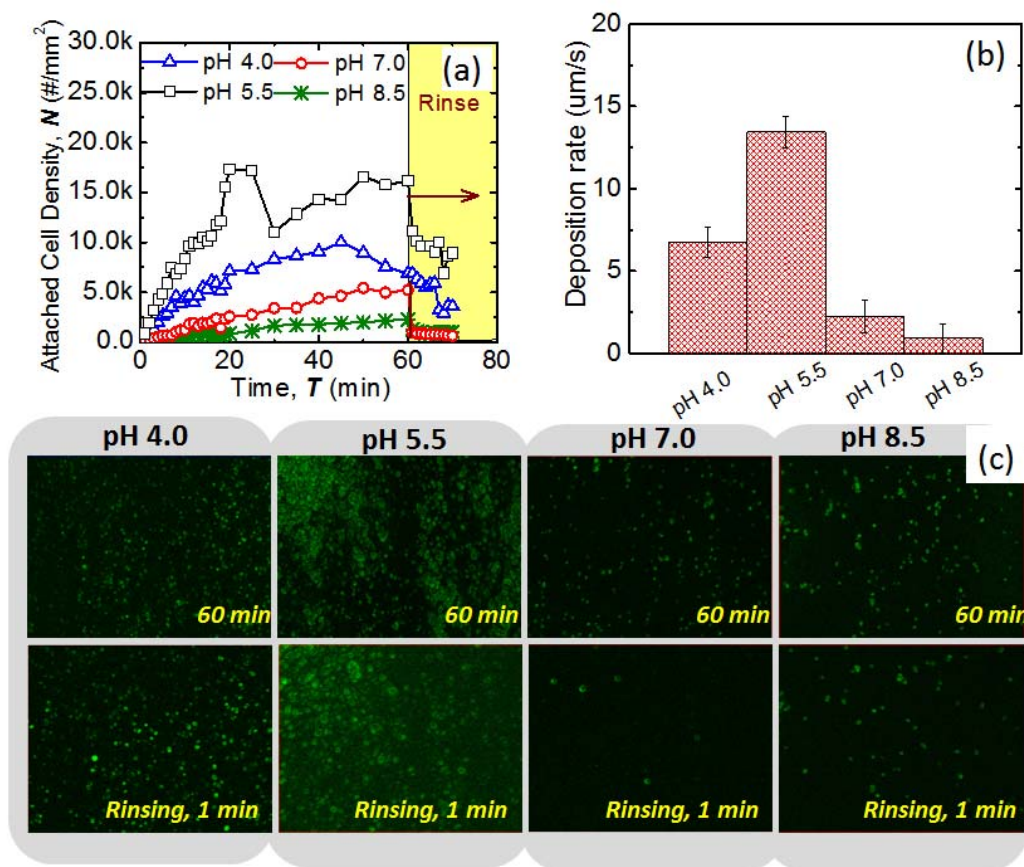 30.0k
25.0k
20.0k
15.0k
10.0k
5.0k
0.0
Attached Cell Density, N (#/mm²)
pH 4.0 pH 7.0
pH 5.5 pH 8.5
(a)
Rinse
0 20 40 60 80
Time, T (min)
20
15
10
5
0
Deposition rate (um/s)
(b)
pH 4.0
pH 5.5
pH 7.0
pH 8.5
pH 4.0 pH 5.5 pH 7.0 pH 8.5
(c)
60 min 60 min 60 min 60 min
Rinsing, 1 min Rinsing, 1 min Rinsing, 1 min Rinsing, 1 min